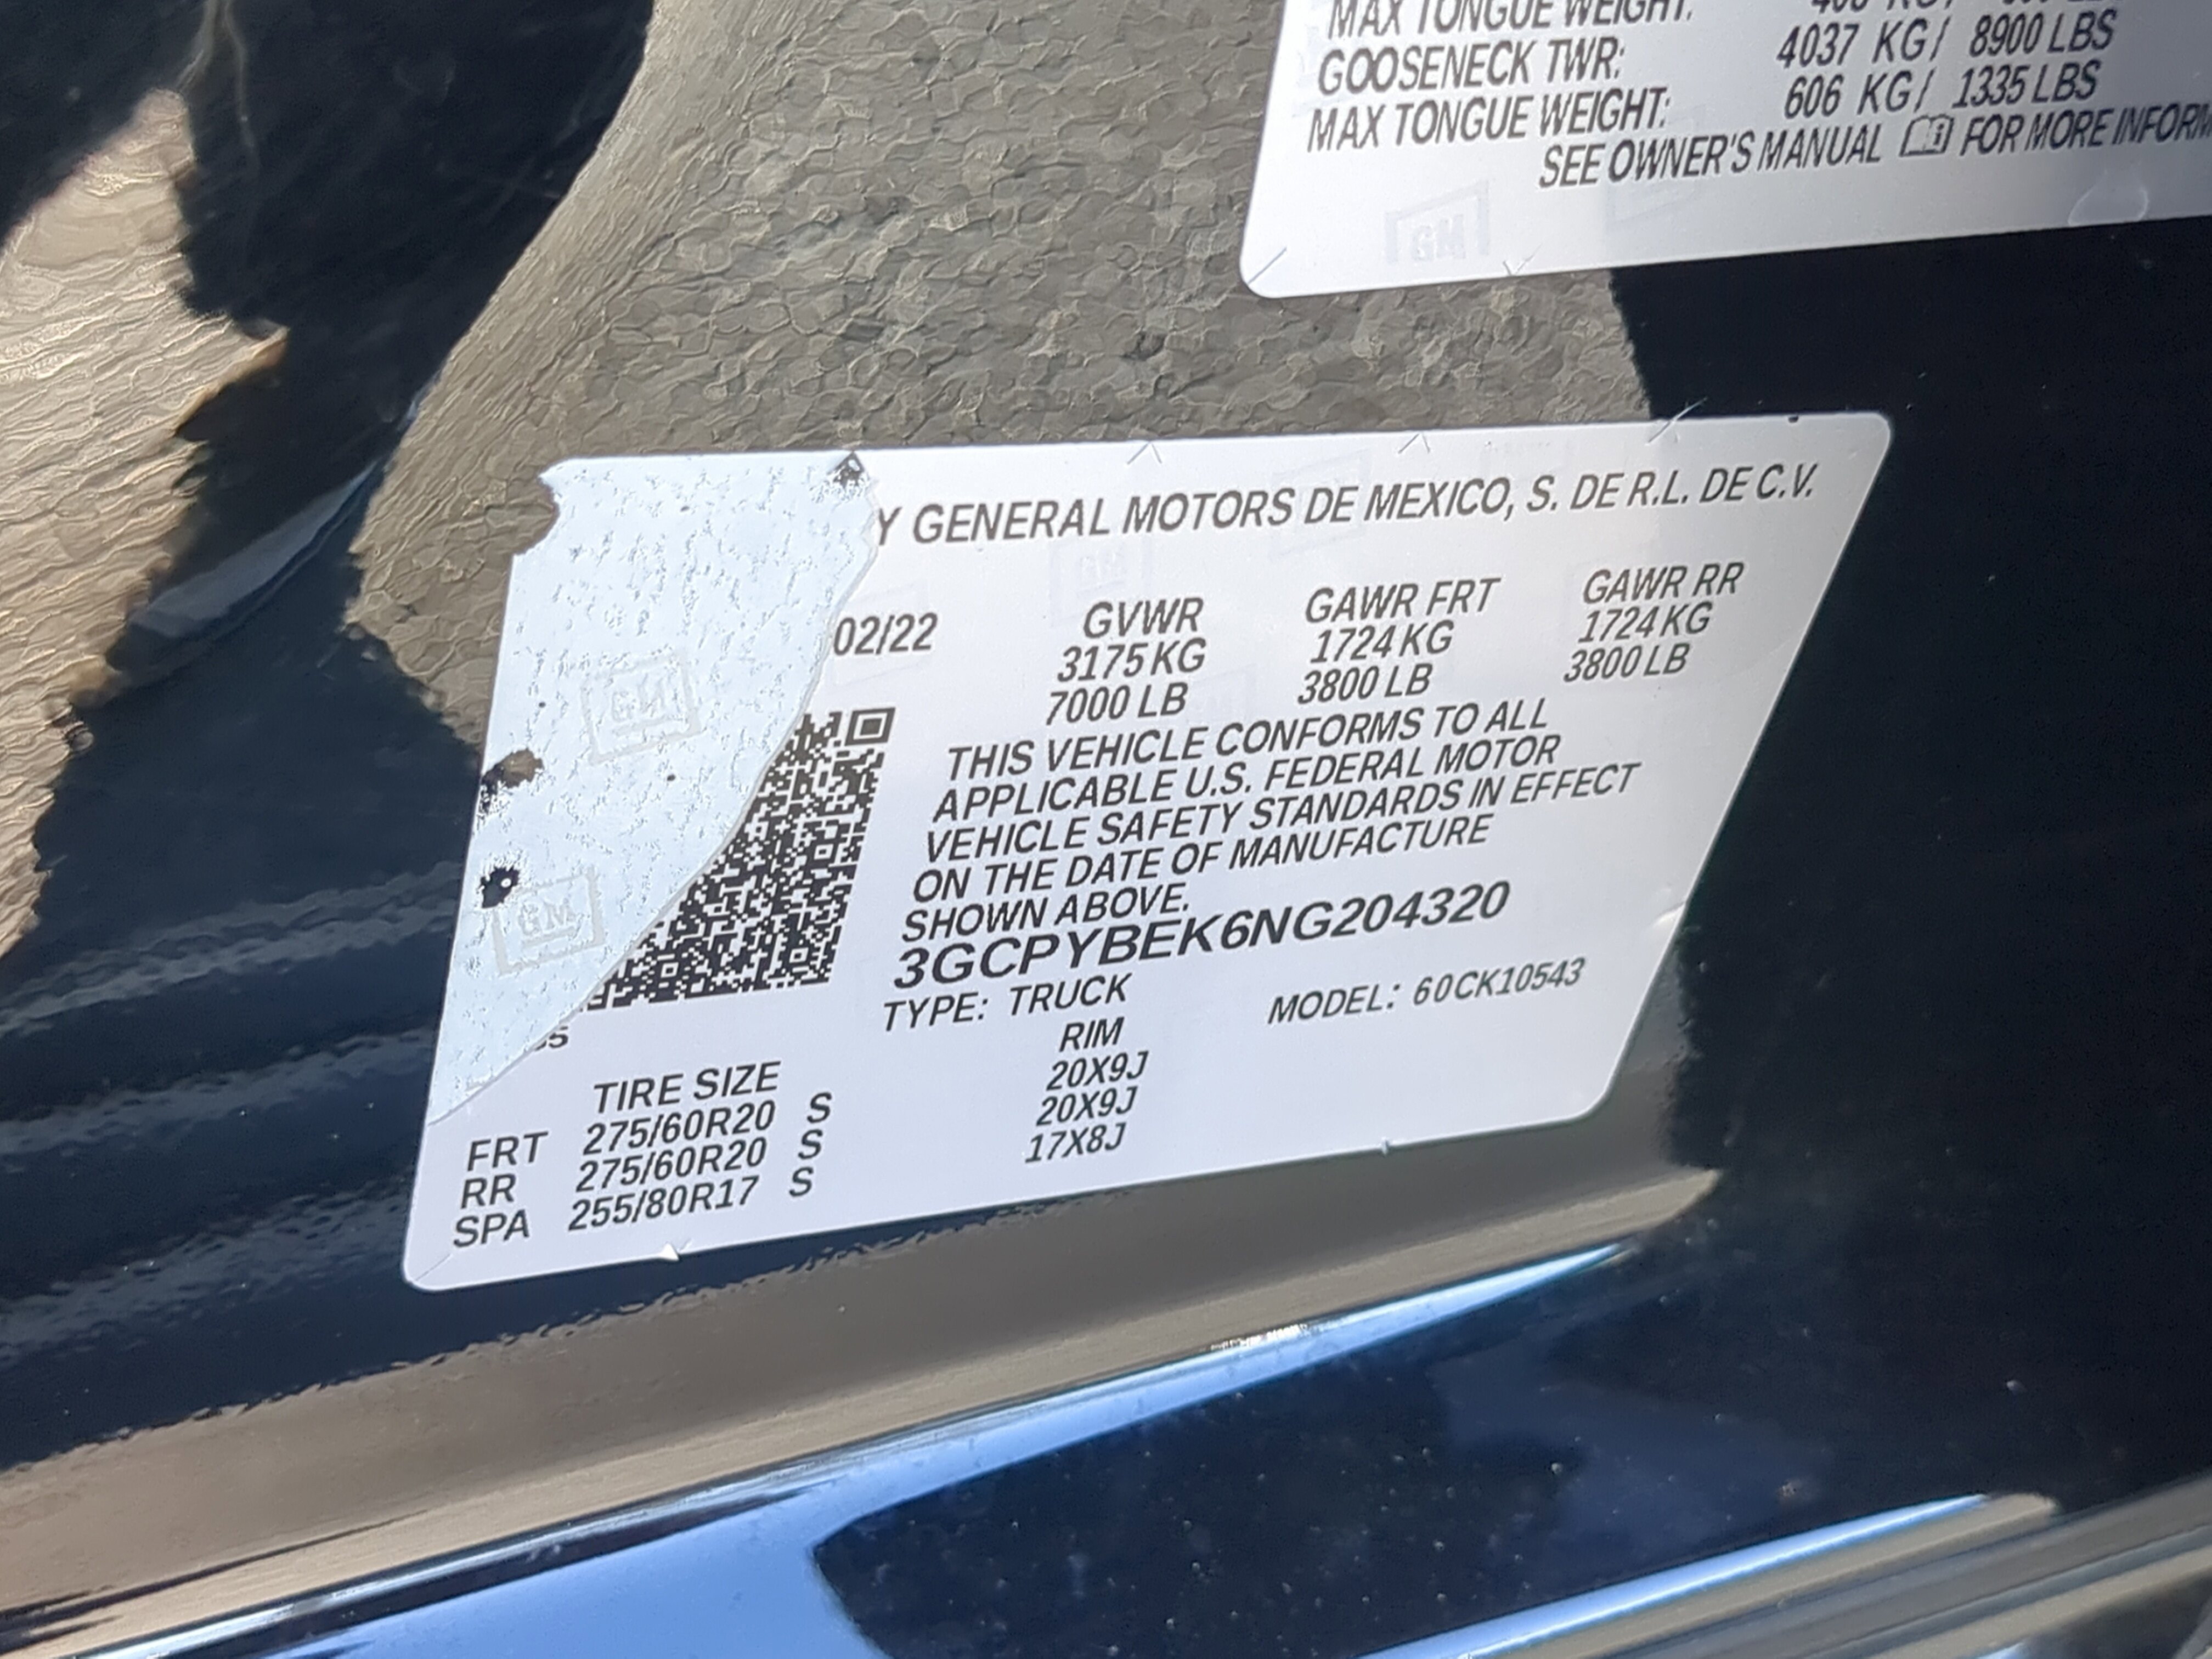 MAX TONGUE WEIGHT:
GOOSENECK TWR: 4037 KG/ 8900 LBS
MAX TONGUE WEIGHT: 606 KG/ 1335 LBS
SEE OWNER'S MANUAL FOR MORE INFORM
GM
Y GENERAL MOTORS DE MEXICO, S. DE R.L. DE C.V.
02/22 GVWR GAWR FRT GAWR RR
3175 KG 1724 KG 1724 KG
7000 LB 3800 LB 3800 LB
THIS VEHICLE CONFORMS TO ALL
APPLICABLE U.S. FEDERAL MOTOR
VEHICLE SAFETY STANDARDS IN EFFECT
ON THE DATE OF MANUFACTURE
SHOWN ABOVE.
3GCPYBEK6NG204320
TYPE: TRUCK MODEL: 60CK10543
TIRE SIZE RIM
FRT 275/60R20 S 20X9J
RR 275/60R20 S 20X9J
SPA 255/80R17 S 17X8J
GM
GM